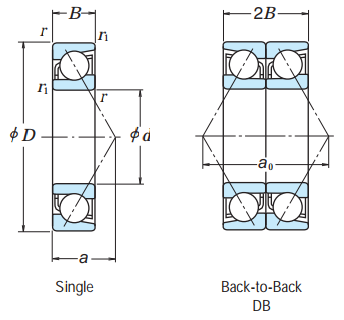 B
2B
r
r₁
r₁
r
ϕD
ϕd
a₀
a
Single
Back-to-Back
DB